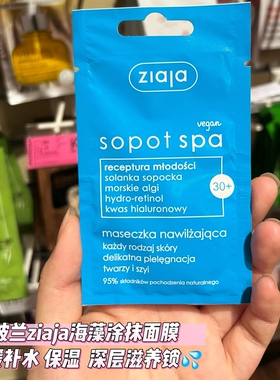 ziaja
vegan
sopot spa
receptura młodości
solanka sopocka
morskie algi
hydro-retinol
kwas hialuronowy
30+
maseczka nawilżająca
każdy rodzaj skóry
delikatna pielęgnacja
twarzy i szyi
95% składników pochodzenia naturalnego
波兰ziaja海藻涂抹面膜
补水 保温 深层滋养锁💦